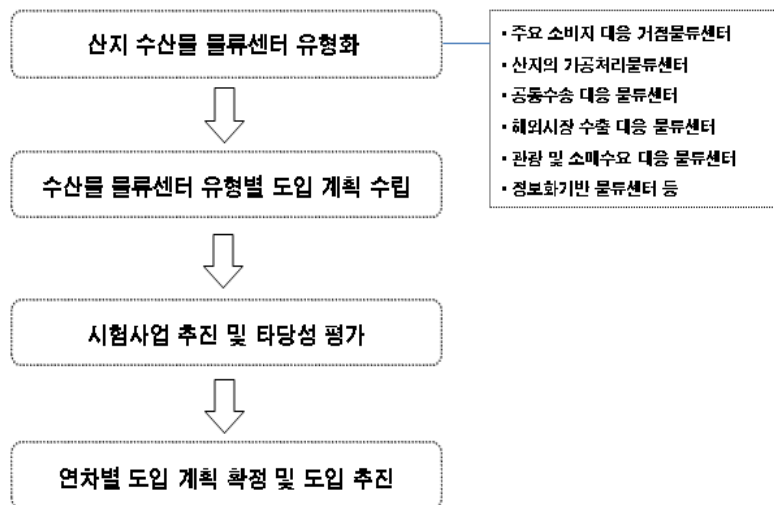 산지 수산물 물류센터 유형화
▪ 주요 소비지 대응 거점물류센터
▪ 산지의 가공처리물류센터
▪ 공동수송 대응 물류센터
▪ 해외시장 수출 대응 물류센터
▪ 관광 및 소매수요 대응 물류센터
▪ 정보화기반 물류센터 등
수산물 물류센터 유형별 도입 계획 수립
시험사업 추진 및 타당성 평가
연차별 도입 계획 확정 및 도입 추진